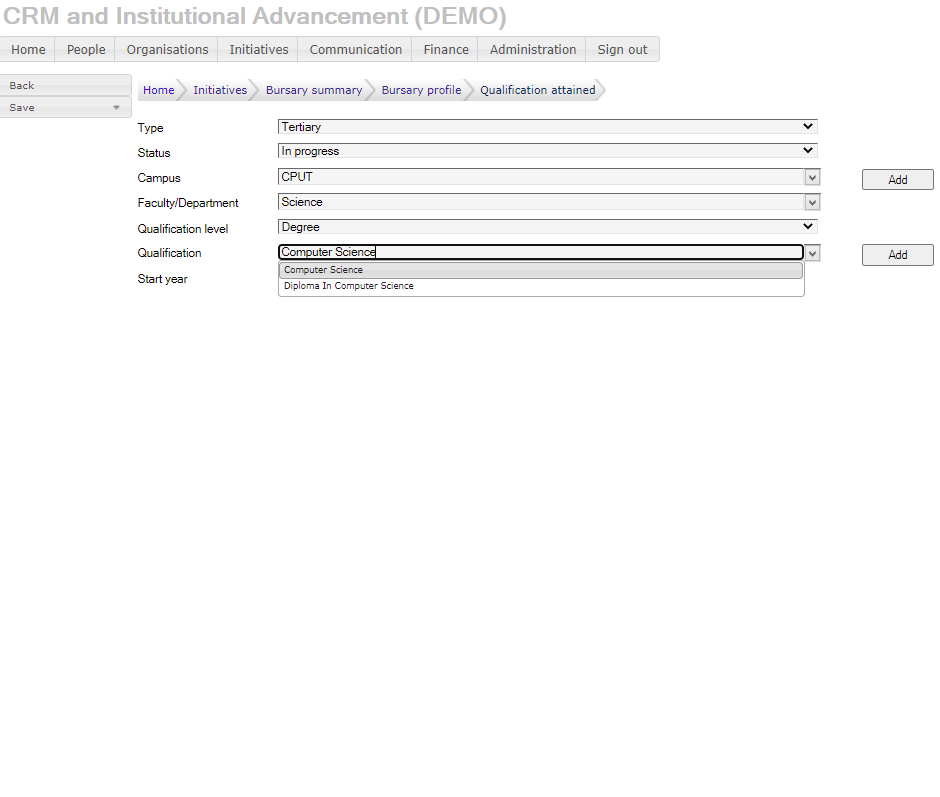 CRM and Institutional Advancement (DEMO)
Home People Organisations Initiatives Communication Finance Administration Sign out
Back
Save
Home Initiatives Bursary summary Bursary profile Qualification attained
Type Tertiary
Status In progress
Campus CPUT Add
Faculty/Department Science
Qualification level Degree
Qualification Computer Science Add
Computer Science
Diploma In Computer Science
Start year